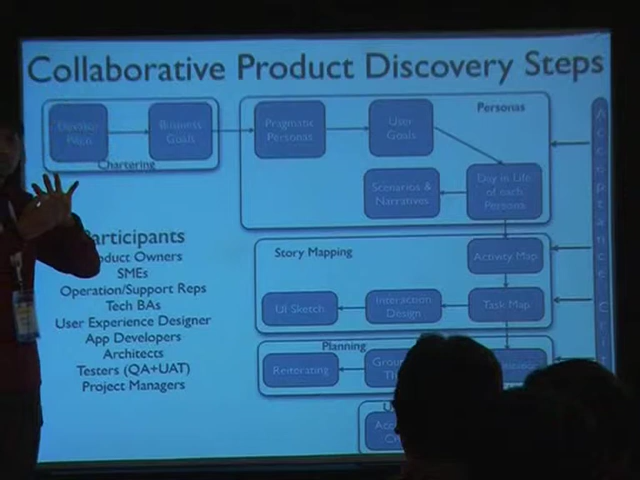 Collaborative Product Discovery Steps
Elevator
Pitch
Business
Goals
Chartering
Pragmatic
Personas
User
Goals
Personas
Scenarios &
Narratives
Day in Life
of each
Persona
Participants
Product Owners
SMEs
Operation/Support Reps
Tech BAs
User Experience Designer
App Developers
Architects
Testers (QA+UAT)
Project Managers
Story Mapping
Activity Map
UI Sketch
Interaction
Design
Task Map
Planning
Reiterating
Acceptance